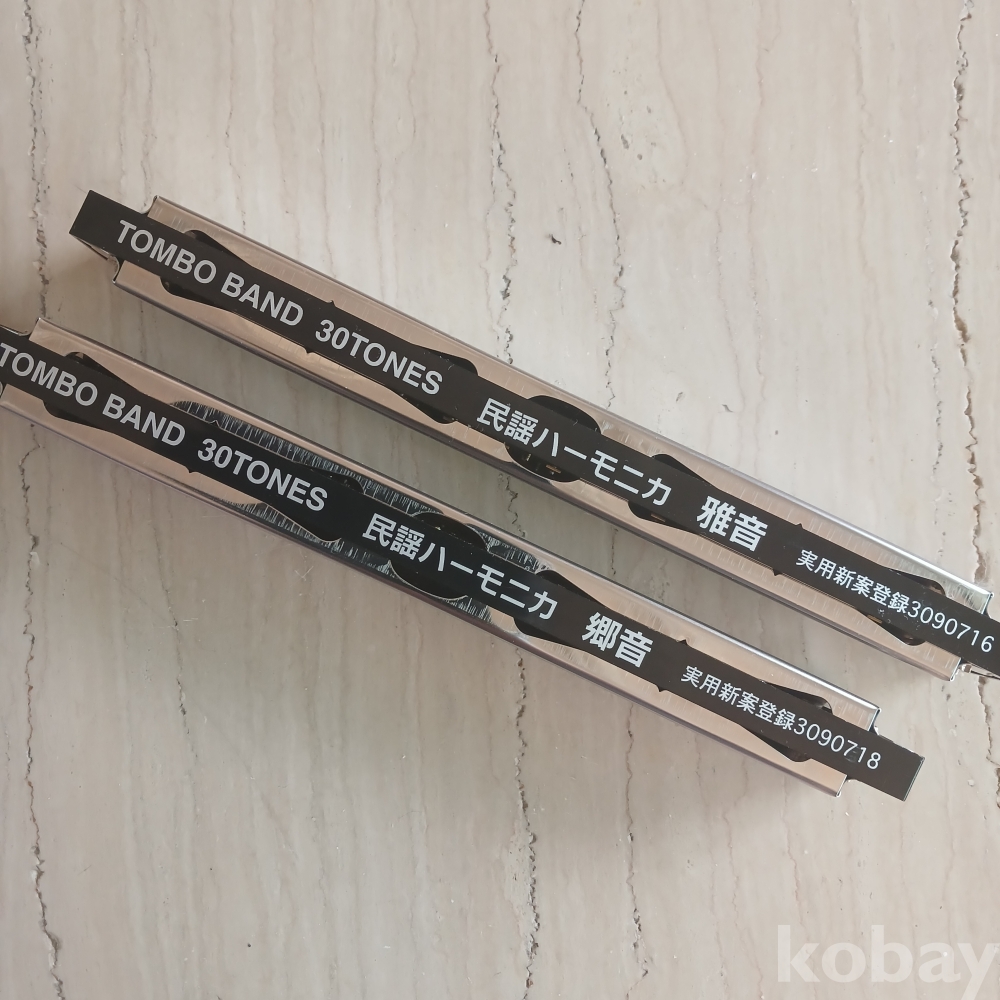 TOMBO BAND 30TONES 民謡ハーモニカ 雅音 実用新案登録3090716
TOMBO BAND 30TONES 民謡ハーモニカ 郷音 実用新案登録3090718
kobay